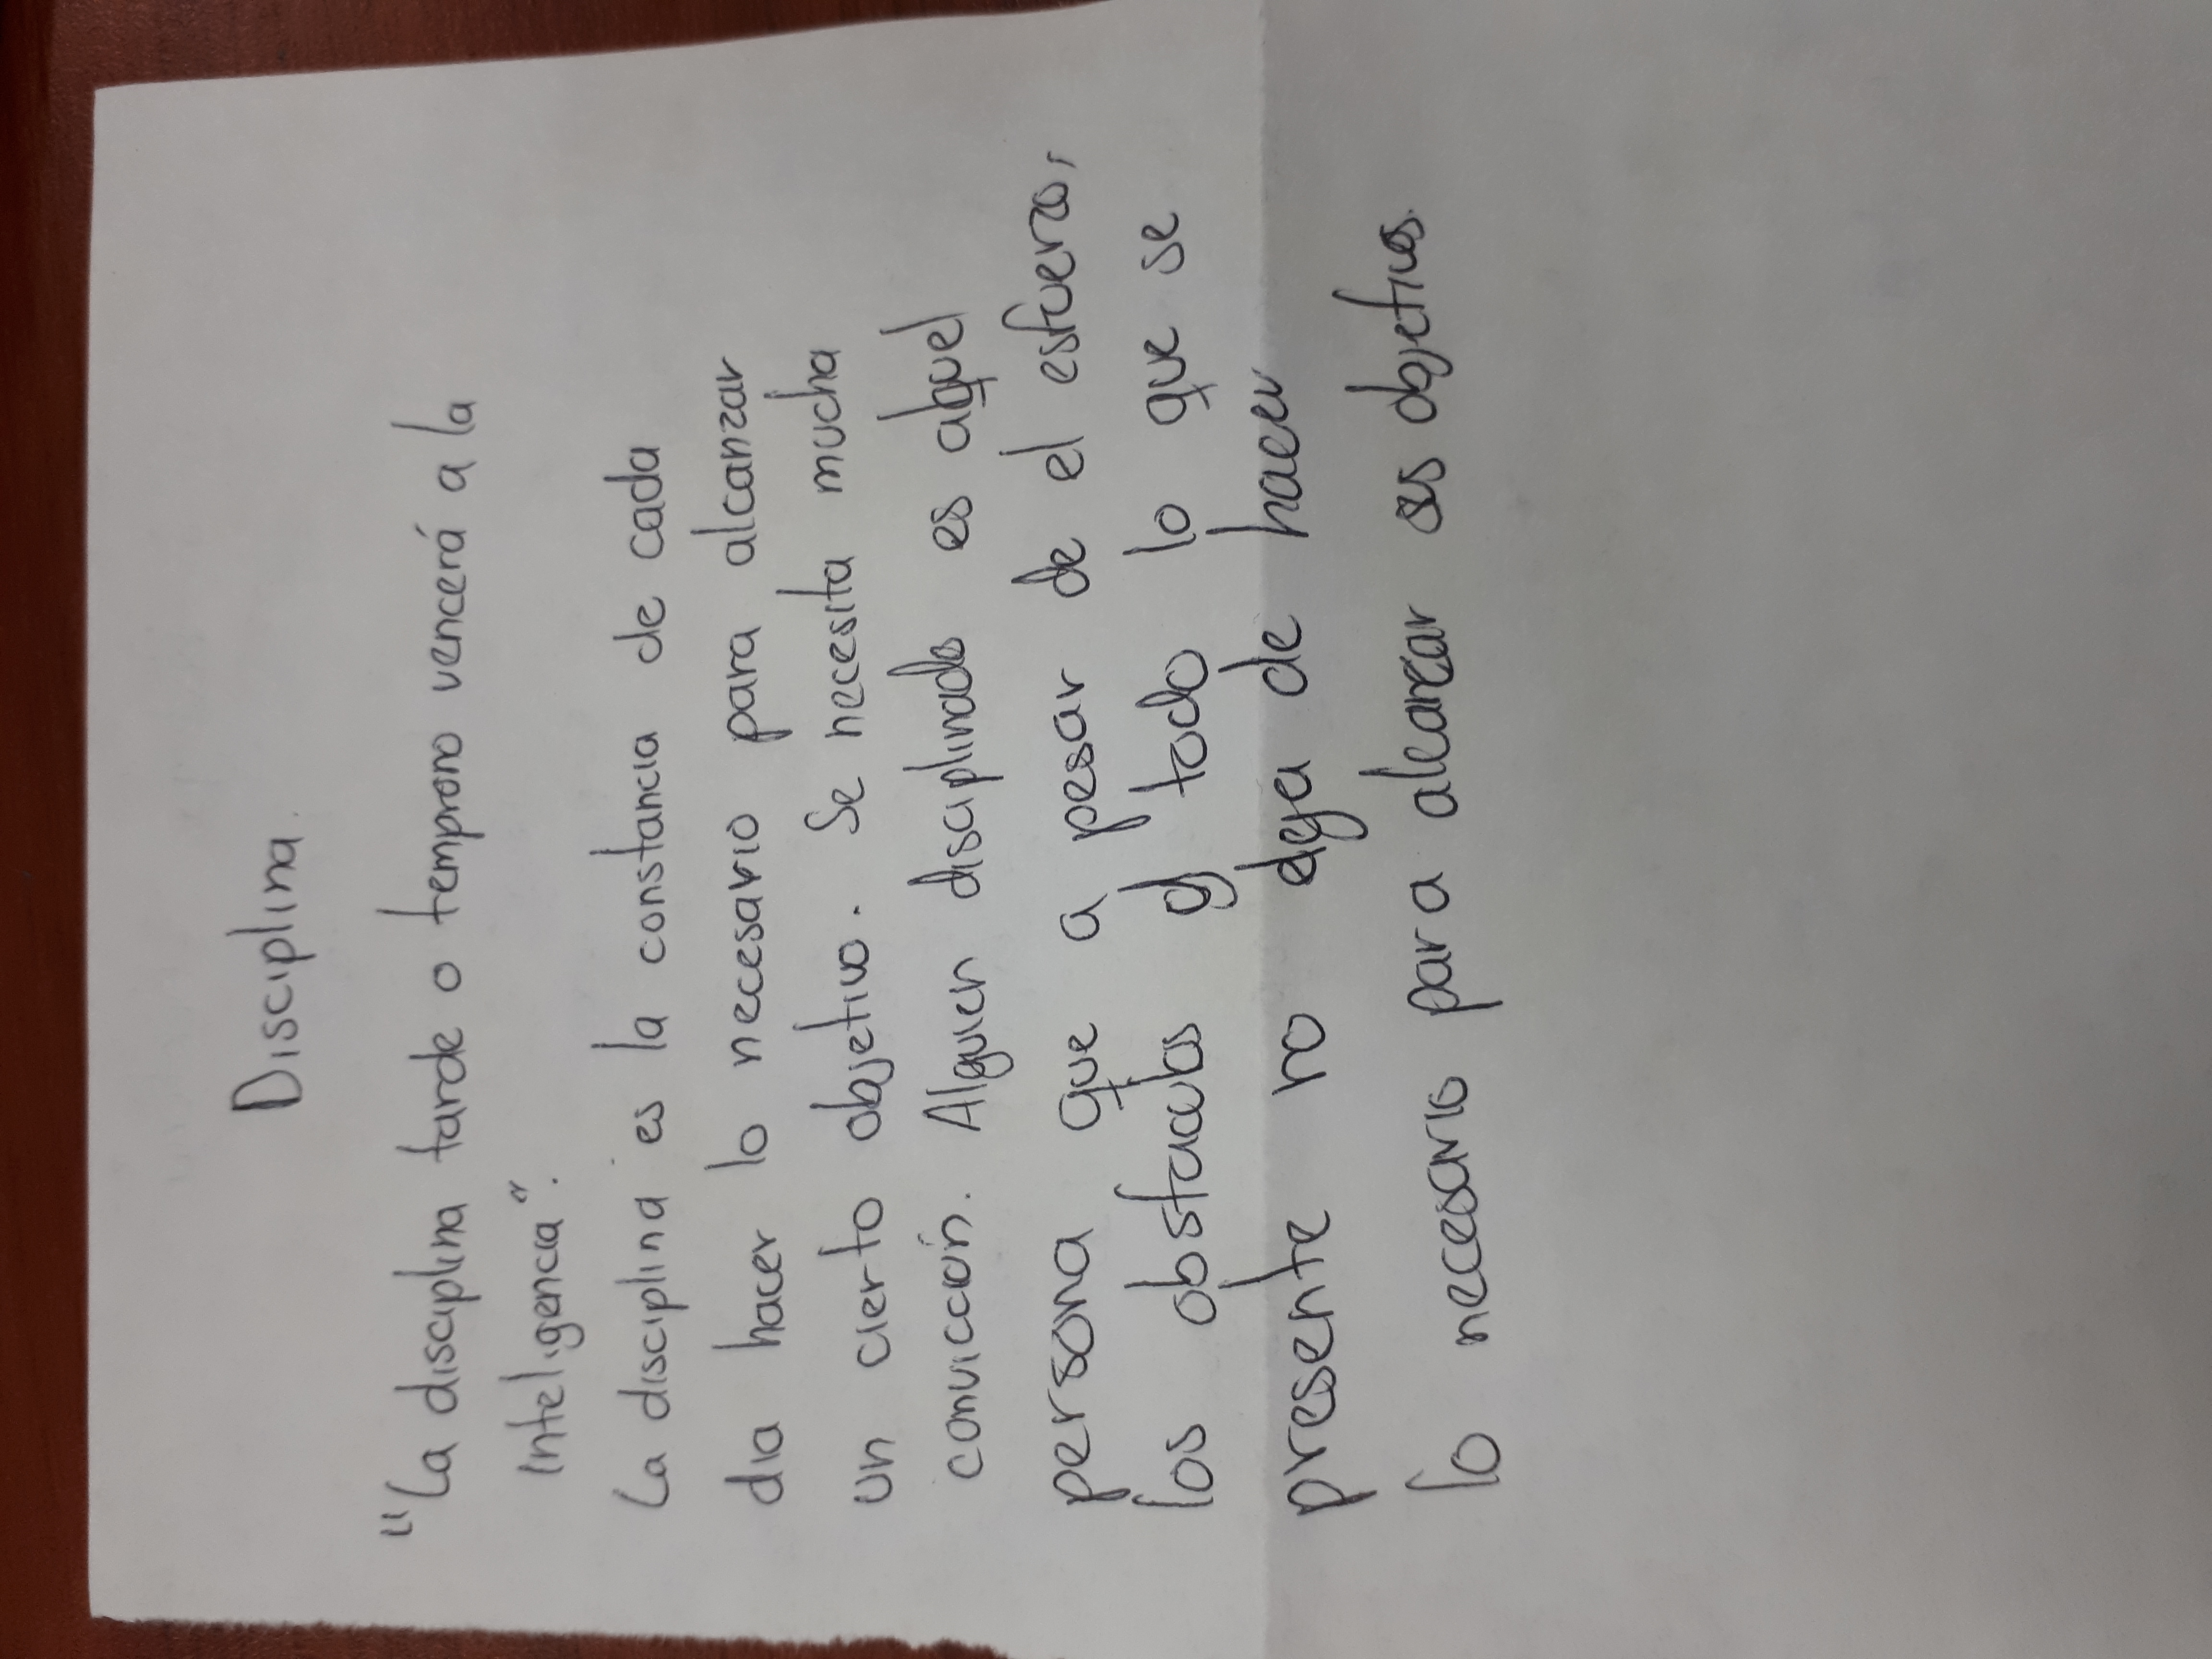 Disciplina.
"La disciplina tarde o temprano vencerá a la
inteligencia".
La disciplina es la constancia de cada
dia hacer lo necesario para alcanzar
un cierto objetivo. Se necesita mucha
convicción. Alguien disciplinado es aquel
persona que a pesar de el esfuerzo,
los obstaculos y todo lo que se
presente no deja de hacer
lo necesario para alcanzar sus objetivos.